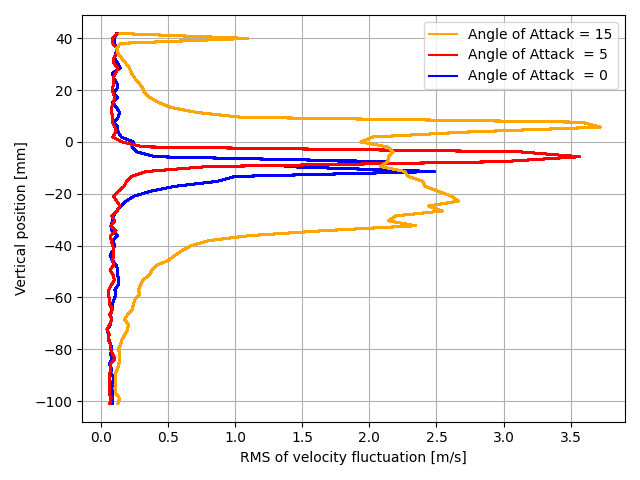 Angle of Attack = 15
Angle of Attack  = 5
Angle of Attack  = 0
Vertical position [mm]
40
20
0
−20
−40
−60
−80
−100
0.0 0.5 1.0 1.5 2.0 2.5 3.0 3.5
RMS of velocity fluctuation [m/s]